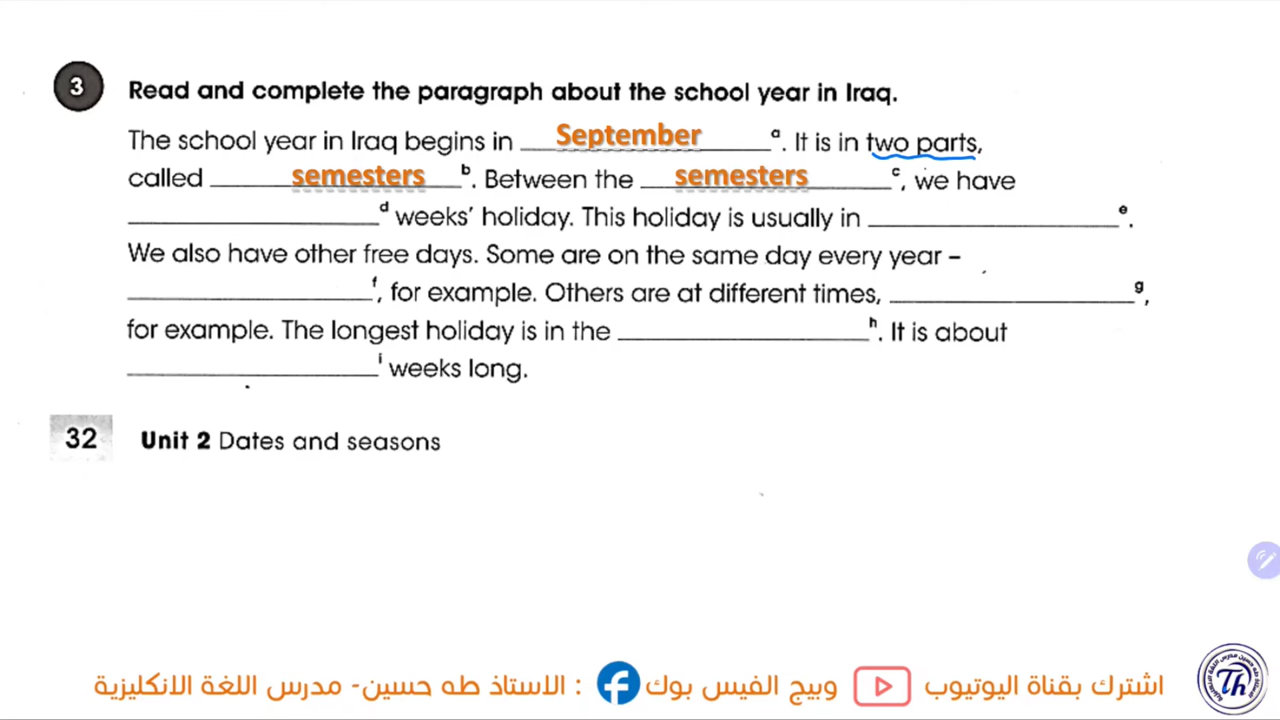 3 Read and complete the paragraph about the school year in Iraq.
The school year in Iraq begins in September a. It is in two parts,
called semesters b. Between the semesters c, we have
d weeks' holiday. This holiday is usually in e.
We also have other free days. Some are on the same day every year –
f, for example. Others are at different times, g,
for example. The longest holiday is in the h. It is about
i weeks long.
32 Unit 2 Dates and seasons
اشترك بقناة اليوتيوب وبيج الفيس بوك : الاستاذ طه حسين- مدرس اللغة الانكليزية
Th